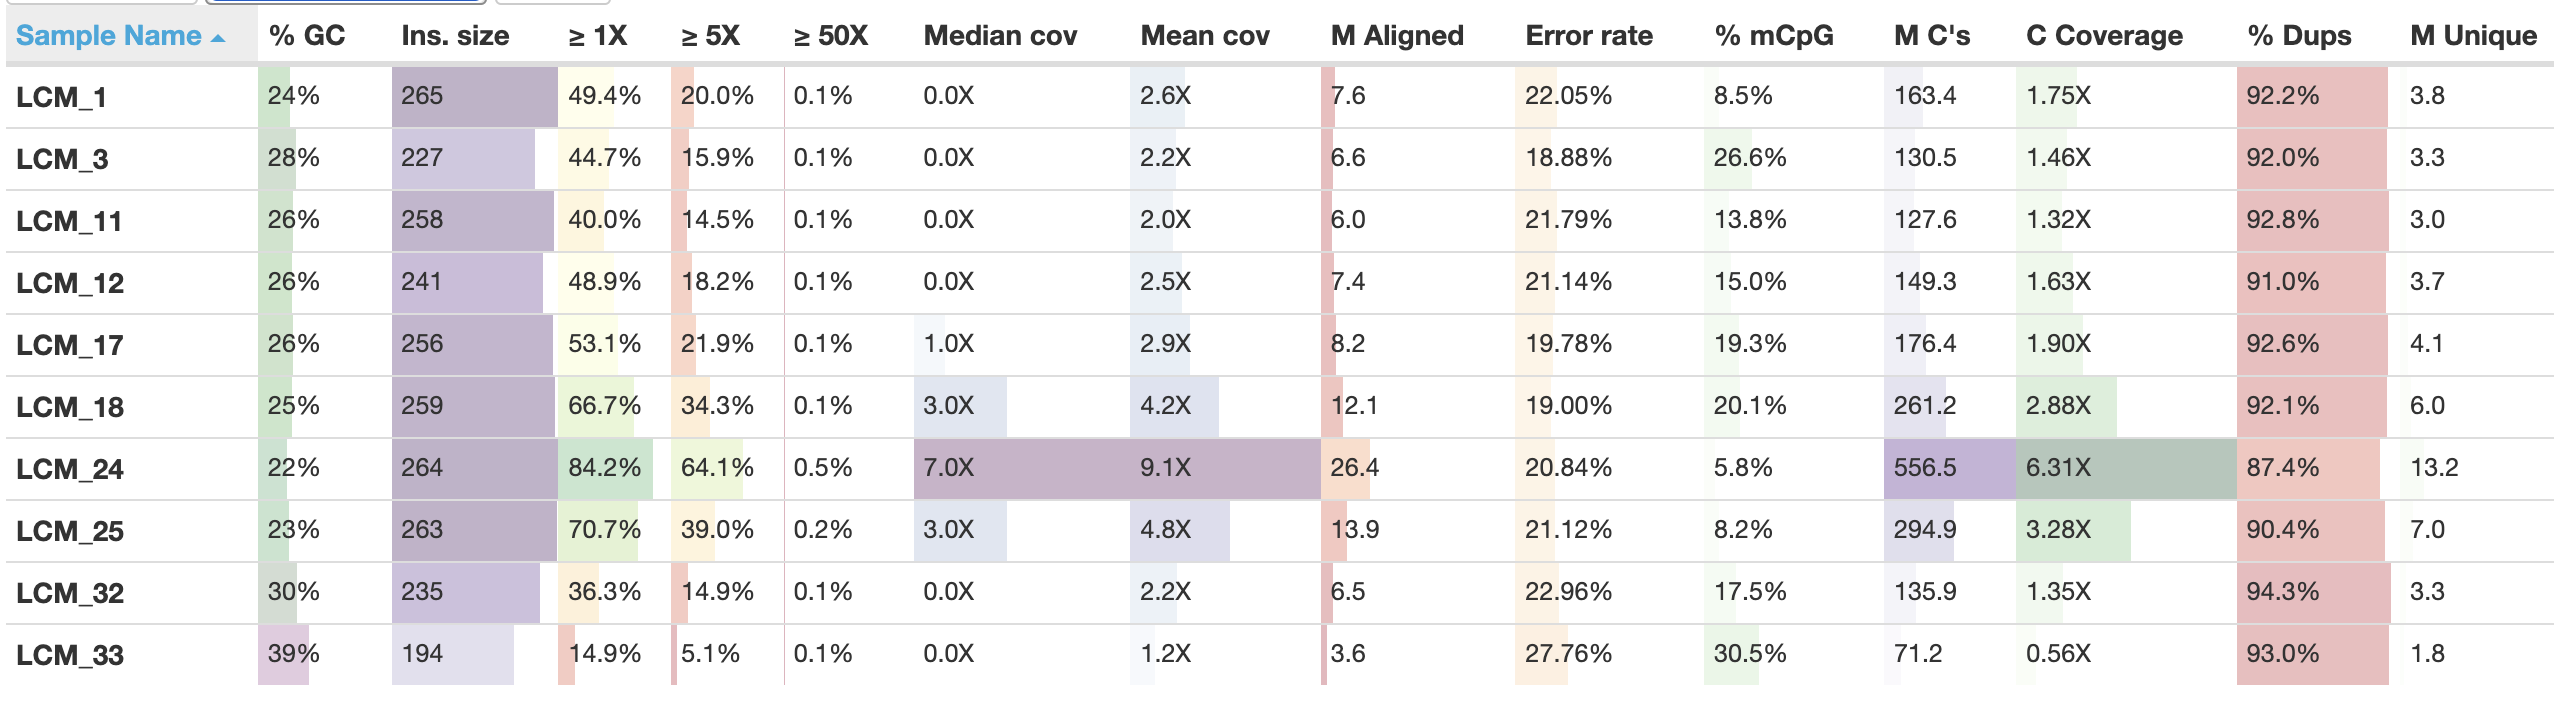 Sample Name % GC Ins. size ≥ 1X ≥ 5X ≥ 50X Median cov Mean cov M Aligned Error rate % mCpG M C's C Coverage % Dups M Unique
LCM_1 24% 265 49.4% 20.0% 0.1% 0.0X 2.6X 7.6 22.05% 8.5% 163.4 1.75X 92.2% 3.8
LCM_3 28% 227 44.7% 15.9% 0.1% 0.0X 2.2X 6.6 18.88% 26.6% 130.5 1.46X 92.0% 3.3
LCM_11 26% 258 40.0% 14.5% 0.1% 0.0X 2.0X 6.0 21.79% 13.8% 127.6 1.32X 92.8% 3.0
LCM_12 26% 241 48.9% 18.2% 0.1% 0.0X 2.5X 7.4 21.14% 15.0% 149.3 1.63X 91.0% 3.7
LCM_17 26% 256 53.1% 21.9% 0.1% 1.0X 2.9X 8.2 19.78% 19.3% 176.4 1.90X 92.6% 4.1
LCM_18 25% 259 66.7% 34.3% 0.1% 3.0X 4.2X 12.1 19.00% 20.1% 261.2 2.88X 92.1% 6.0
LCM_24 22% 264 84.2% 64.1% 0.5% 7.0X 9.1X 26.4 20.84% 5.8% 556.5 6.31X 87.4% 13.2
LCM_25 23% 263 70.7% 39.0% 0.2% 3.0X 4.8X 13.9 21.12% 8.2% 294.9 3.28X 90.4% 7.0
LCM_32 30% 235 36.3% 14.9% 0.1% 0.0X 2.2X 6.5 22.96% 17.5% 135.9 1.35X 94.3% 3.3
LCM_33 39% 194 14.9% 5.1% 0.1% 0.0X 1.2X 3.6 27.76% 30.5% 71.2 0.56X 93.0% 1.8